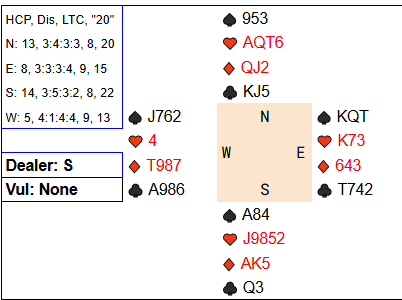 HCP, Dis, LTC, "20"
N: 13, 3:4:3:3, 8, 20
E: 8, 3:3:3:4, 9, 15
S: 14, 3:5:3:2, 8, 22
W: 5, 4:1:4:4, 9, 13
Dealer: S
Vul: None
♠ 953
♥ AQT6
♦ QJ2
♣ KJ5
♠ J762
♥ 4
♦ T987
♣ A986
N
W E
S
♠ KQT
♥ K73
♦ 643
♣ T742
♠ A84
♥ J9852
♦ AK5
♣ Q3